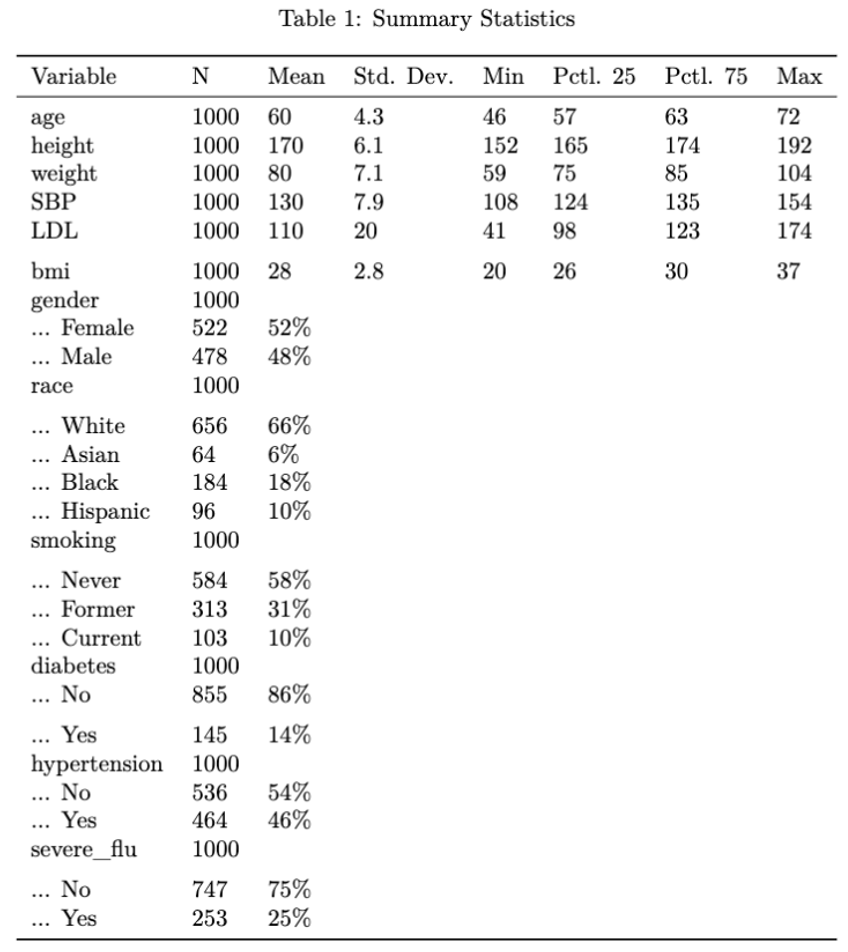 Table 1: Summary Statistics
Variable N Mean Std. Dev. Min Pctl. 25 Pctl. 75 Max
age 1000 60 4.3 46 57 63 72
height 1000 170 6.1 152 165 174 192
weight 1000 80 7.1 59 75 85 104
SBP 1000 130 7.9 108 124 135 154
LDL 1000 110 20 41 98 123 174
bmi 1000 28 2.8 20 26 30 37
gender 1000
... Female 522 52%
... Male 478 48%
race 1000
... White 656 66%
... Asian 64 6%
... Black 184 18%
... Hispanic 96 10%
smoking 1000
... Never 584 58%
... Former 313 31%
... Current 103 10%
diabetes 1000
... No 855 86%
... Yes 145 14%
hypertension 1000
... No 536 54%
... Yes 464 46%
severe_flu 1000
... No 747 75%
... Yes 253 25%